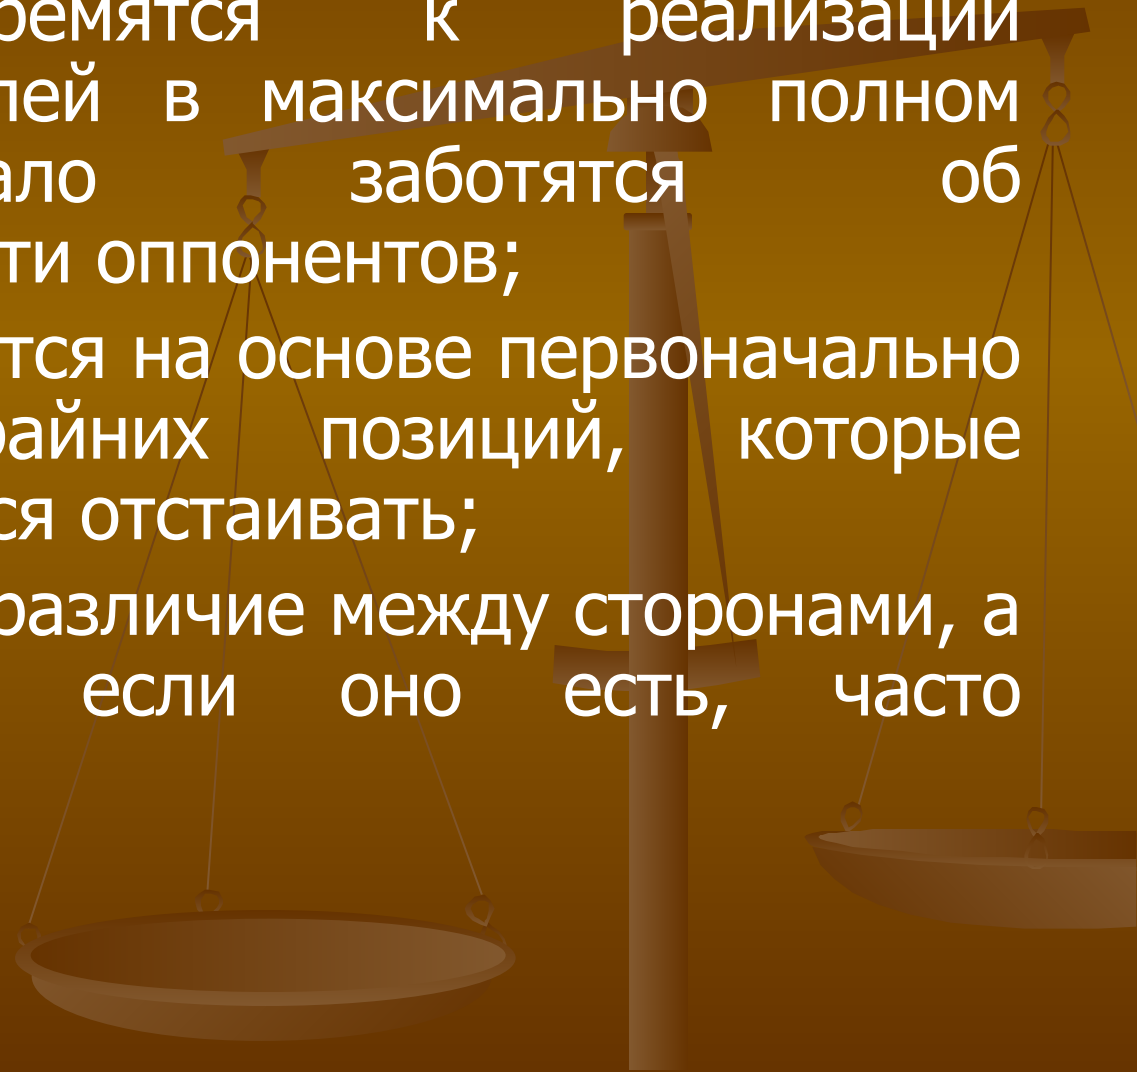 ремятся к реализации
лей в максимально полном
ало заботятся об
ти оппонентов;
тся на основе первоначально
райних позиций, которые
ся отстаивать;
различие между сторонами, а
если оно есть, часто